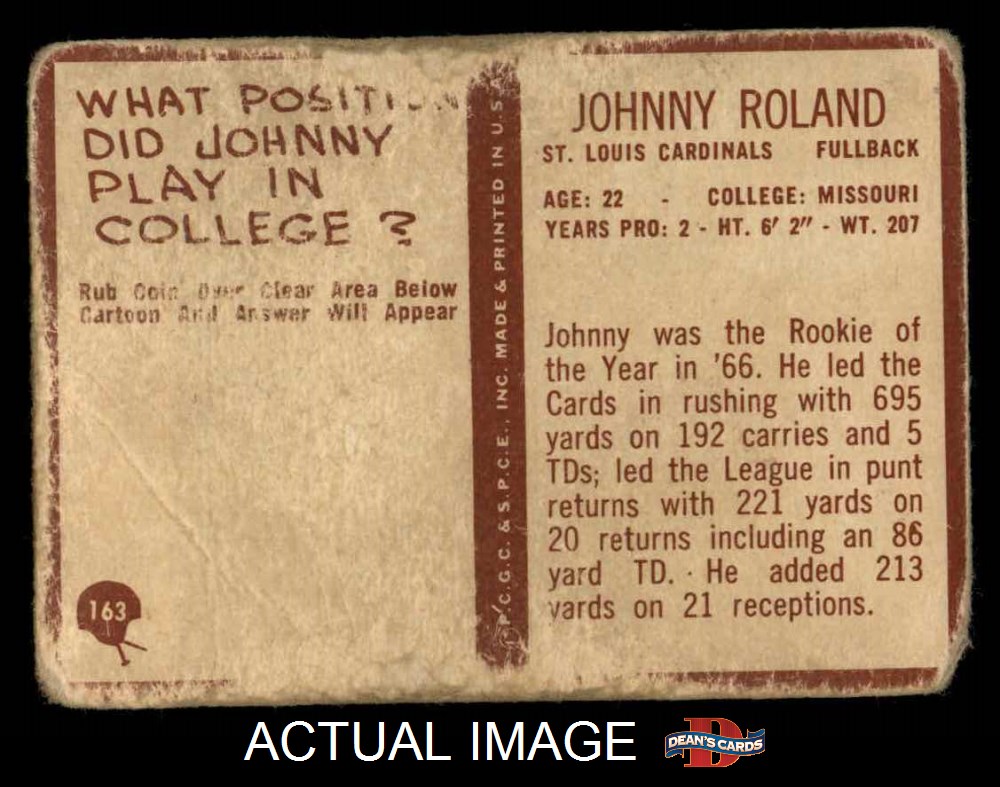 WHAT POSITION
DID JOHNNY
PLAY IN
COLLEGE ?
Rub Coin Over Clear Area Below
Cartoon And Answer Will Appear
163
©P.C.G.C. & S.P.C.E., INC. MADE & PRINTED IN U.S.A.
JOHNNY ROLAND
ST. LOUIS CARDINALS FULLBACK
AGE: 22 - COLLEGE: MISSOURI
YEARS PRO: 2 - HT. 6' 2" - WT. 207
Johnny was the Rookie of
the Year in '66. He led the
Cards in rushing with 695
yards on 192 carries and 5
TDs; led the League in punt
returns with 221 yards on
20 returns including an 86
yard TD. He added 213
yards on 21 receptions.
ACTUAL IMAGE
D
DEAN'S CARDS